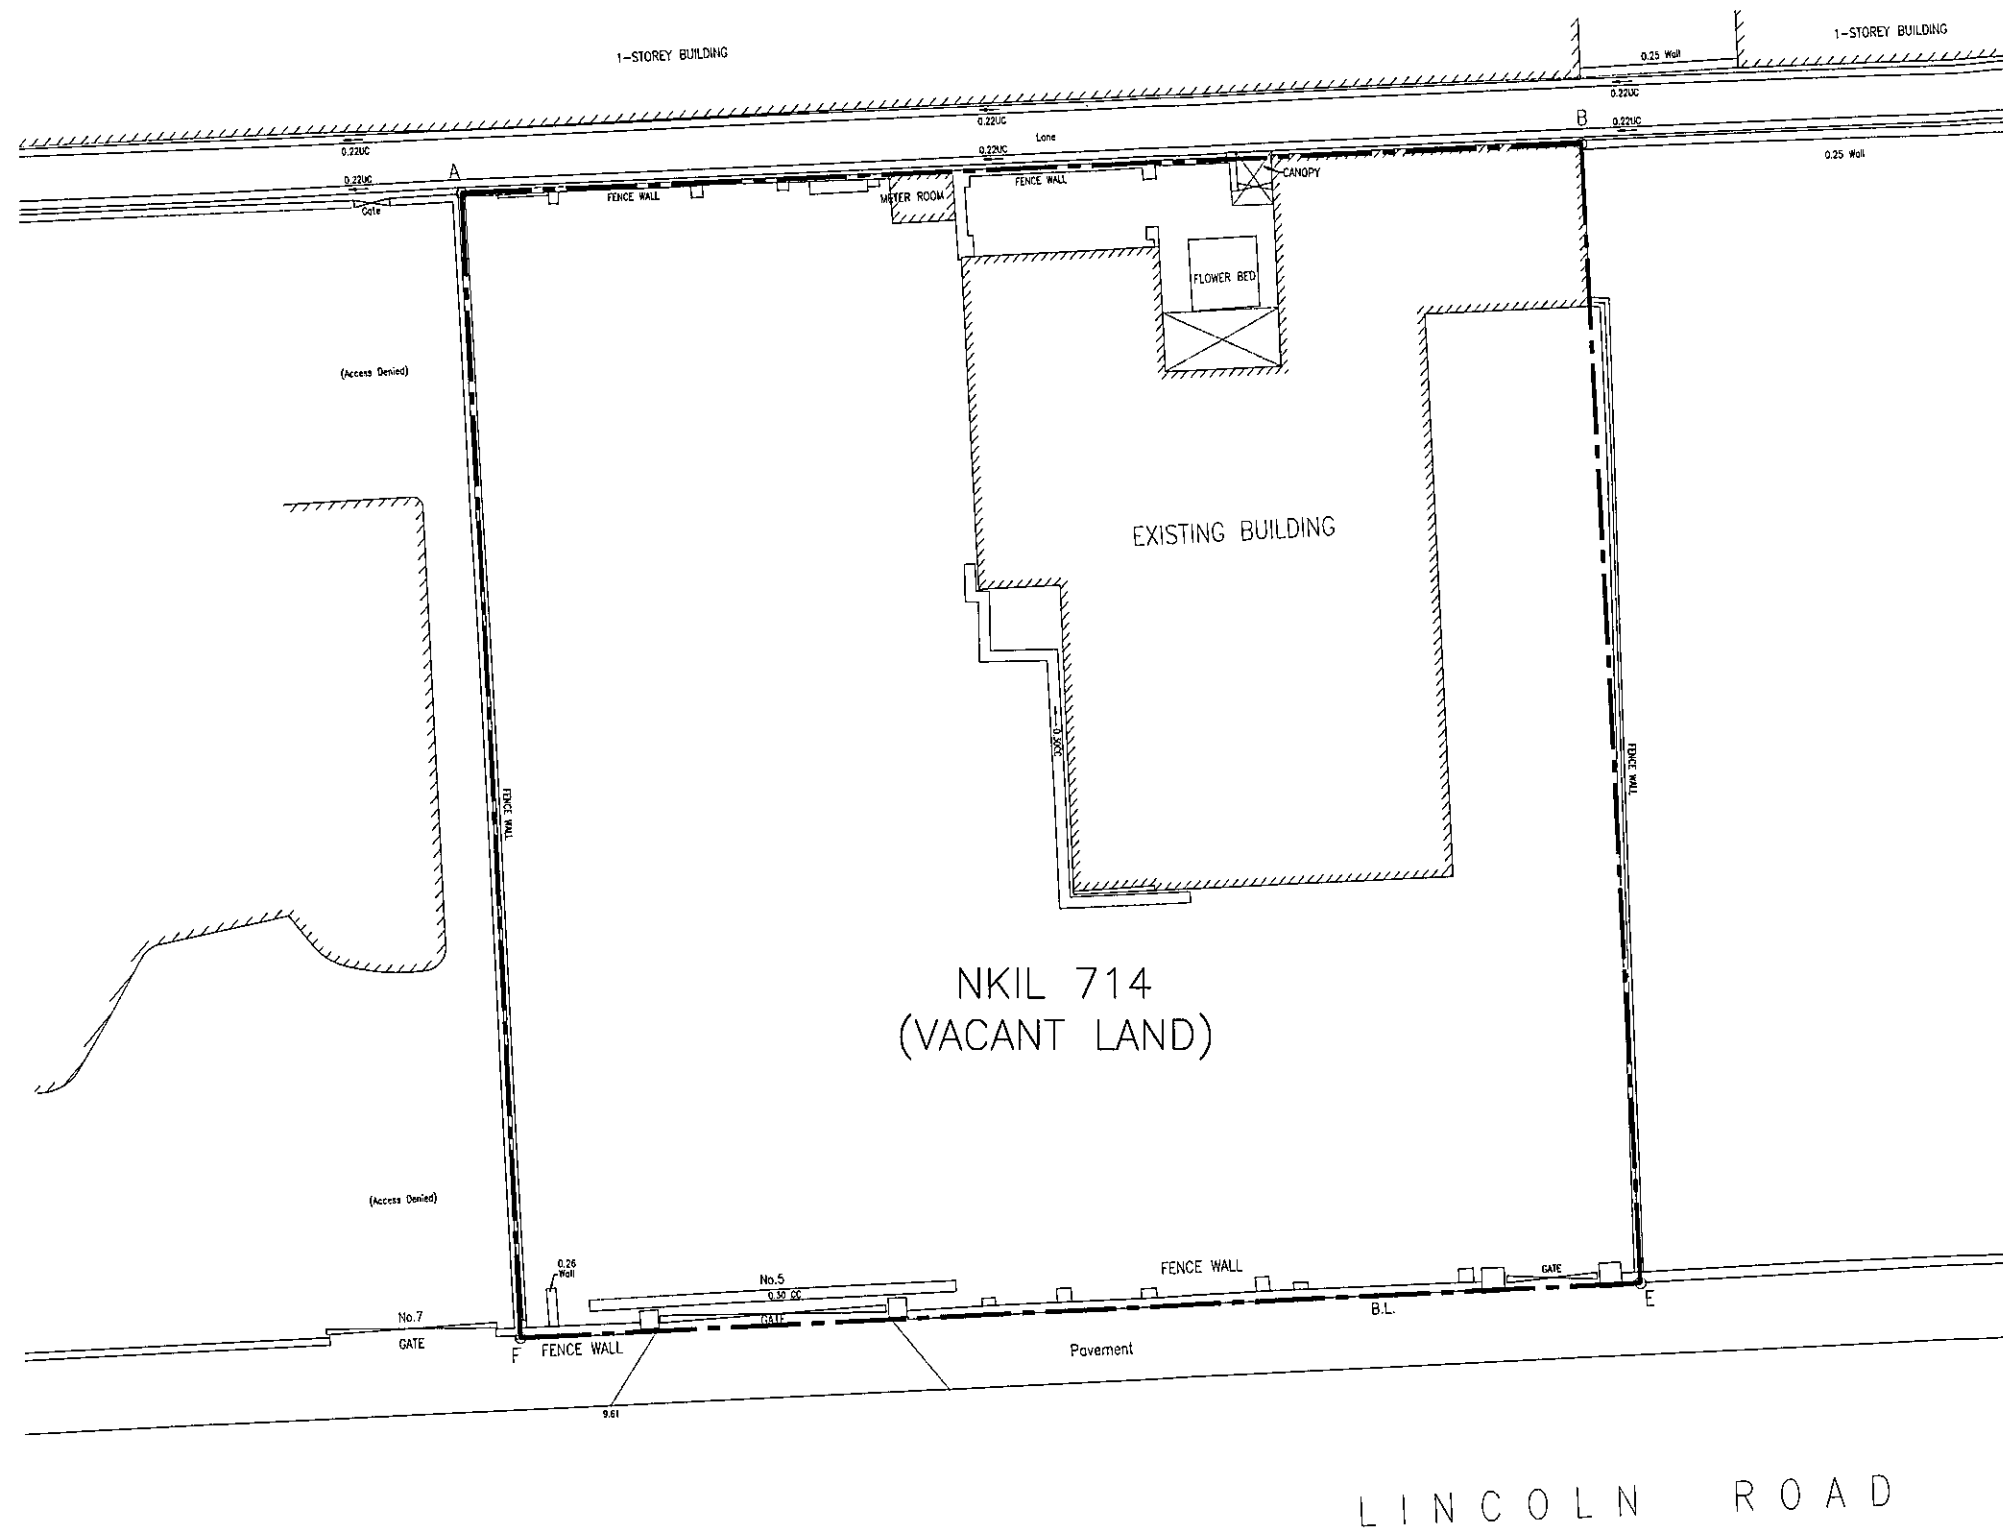 1-STOREY BUILDING
1-STOREY BUILDING
0.25 Wall
0.22UC
0.22UC
0.22UC
B
0.22UC
Lane
0.22UC
0.25 Wall
A
0.22UC
Gate
FENCE WALL
METER ROOM
FENCE WALL
CANOPY
FLOWER BED
(Access Denied)
EXISTING BUILDING
0.30CC
FENCE WALL
FENCE WALL
NKIL 714
(VACANT LAND)
(Access Denied)
0.26
Wall
No.5
0.30 CC
FENCE WALL
GATE
No.7
GATE
GATE
B.L.
E
F
FENCE WALL
Pavement
9.61
LINCOLN ROAD